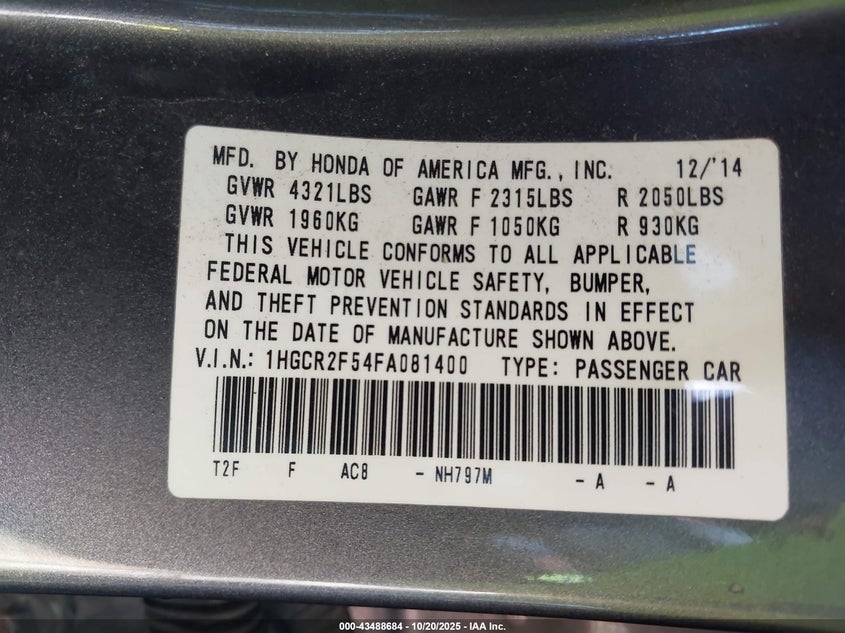 MFD. BY HONDA OF AMERICA MFG., INC. 12/'14
GVWR 4321LBS GAWR F 2315LBS R 2050LBS
GVWR 1960KG GAWR F 1050KG R 930KG
THIS VEHICLE CONFORMS TO ALL APPLICABLE
FEDERAL MOTOR VEHICLE SAFETY, BUMPER,
AND THEFT PREVENTION STANDARDS IN EFFECT
ON THE DATE OF MANUFACTURE SHOWN ABOVE.
V.I.N.: 1HGCR2F54FA081400 TYPE: PASSENGER CAR
T2F F AC8 - NH797M - A - A
000-43488684 | 10/20/2025 - IAA Inc.